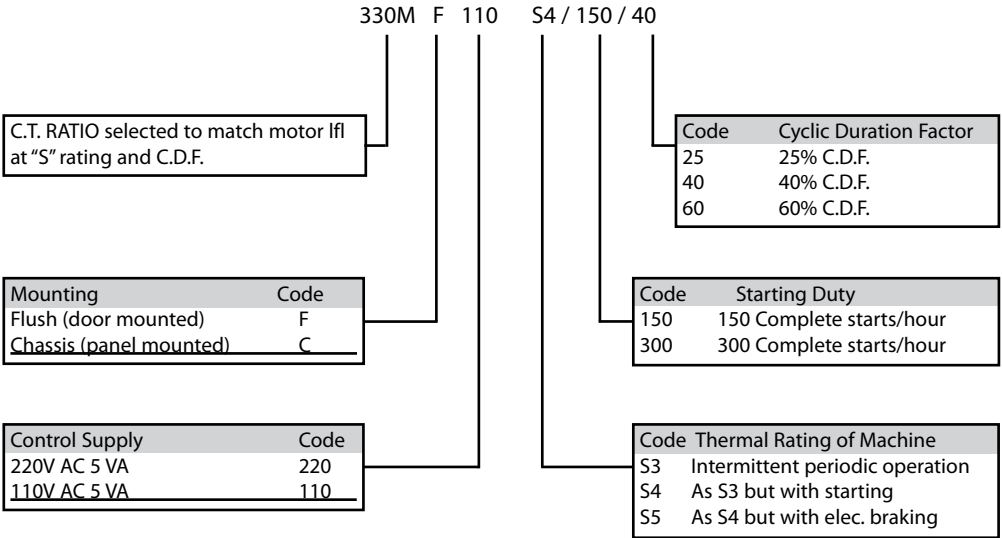 330M F 110 S4 / 150 / 40
C.T. RATIO selected to match motor lfl
at "S" rating and C.D.F.
Code Cyclic Duration Factor
25 25% C.D.F.
40 40% C.D.F.
60 60% C.D.F.
Mounting Code
Flush (door mounted) F
Chassis (panel mounted) C
Code Starting Duty
150 150 Complete starts/hour
300 300 Complete starts/hour
Control Supply Code
220V AC 5 VA 220
110V AC 5 VA 110
Code Thermal Rating of Machine
S3 Intermittent periodic operation
S4 As S3 but with starting
S5 As S4 but with elec. braking